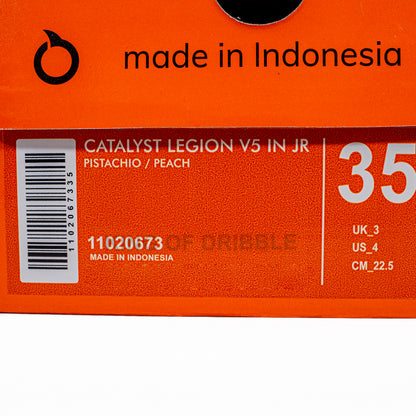 made in Indonesia
CATALYST LEGION V5 IN JR
PISTACHIO / PEACH
35
1102067335
UK_3
US_4
CM_22.5
11020673
OF DRIBBLE
MADE IN INDONESIA